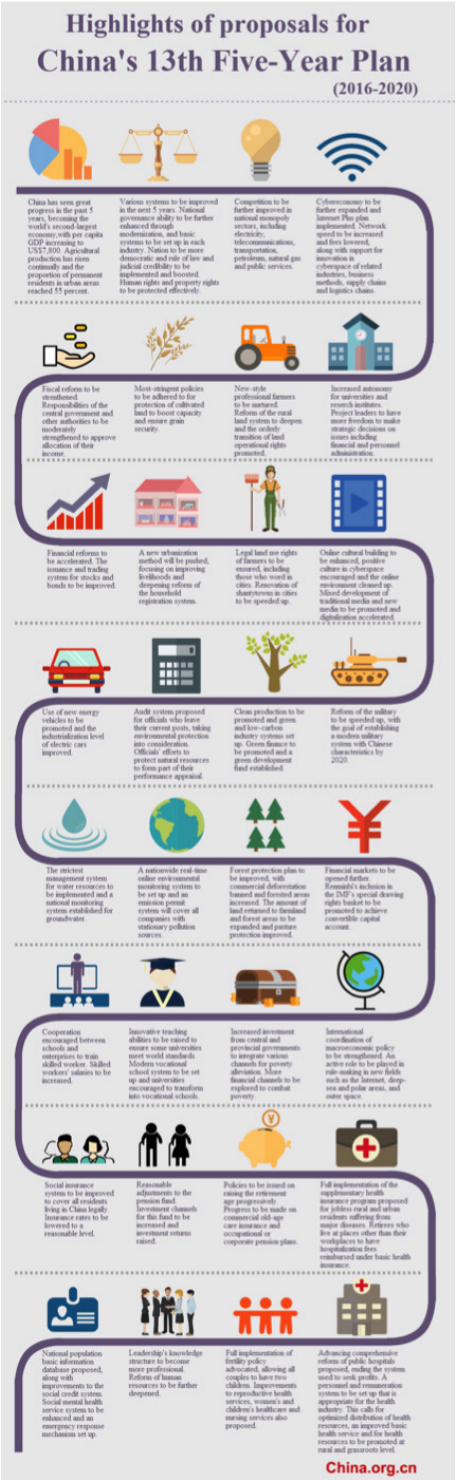 Highlights of proposals for
China's 13th Five-Year Plan
(2016-2020)
China has seen great
progress in the past 5
years, becoming the
world's second-largest
economy,with per capita
GDP increasing to
US$7,800. Agricultural
production has risen
continually and the
proportion of permanent
residents in urban areas
reached 55 percent.
Various systems to be improved
in the next 5 years. National
governance ability to be further
enhanced through
modernization, and basic
systems to be set up in each
industry. Nation to be more
democratic and rule of law and
judicial credibility to be
implemented and boosted.
Human rights and property rights
to be protected effectively.
Competition to be
further improved in
national monopoly
sectors, including
electricity,
telecommunications,
transportation,
petroleum, natural gas
and public services.
Cybereconomy to be
further expanded and
Internet Plus plan
implemented. Network
speed to be increased
and fees lowered,
along with support for
innovation in
cyberspace of related
industries, business
methods, supply chains
and logistics chains.
Fiscal reform to be
strengthened.
Responsibilities of the
central government and
other authorities to be
moderately
strengthened to approve
allocation of their
income.
Most-stringent policies
to be adhered to for
protection of cultivated
land to boost capacity
and ensure grain
security.
New-style
professional farmers
to be nurtured.
Reform of the rural
land system to deepen
and the orderly
transition of land
operational rights
promoted.
Increased autonomy
for universities and
research institutes.
Project leaders to have
more freedom to make
strategic decisions on
issues including
financial and personnel
administration.
Financial reforms to
be accelerated. The
issuance and trading
system for stocks and
bonds to be improved.
A new urbanization
method will be pushed,
focusing on improving
livelihoods and
deepening reform of
the household
registration system.
Legal land use rights
of farmers to be
ensured, including
those who word in
cities. Renovation of
shantytowns in cities
to be speeded up.
Online cultural building to
be enhanced, positive
culture in cyberspace
encouraged and the online
environment cleaned up.
Mixed development of
traditional media and new
media to be promoted and
digitalization accelerated.
Use of new energy
vehicles to be
promoted and the
industrialization level
of electric cars
improved.
Audit system proposed
for officials who leave
their current posts, taking
environmental protection
into consideration.
Officials' efforts to
protect natural resources
to form part of their
performance appraisal.
Clean production to be
promoted and green
and low-carbon
industry systems set
up. Green finance to
be promoted and a
green development
fund established.
Reform of the military
to be speeded up, with
the goal of establishing
a modern military
system with Chinese
characteristics by
2020.
The strictest
management system
for water resources to
be implemented and a
national monitoring
system established for
groundwater.
A nationwide real-time
online environmental
monitoring system to
be set up and an
emission permit
system will cover all
companies with
stationary pollution
sources.
Forest protection plan to
be improved, with
commercial deforestation
banned and forested areas
increased. The amount of
land returned to farmland
and forest areas to be
expanded and pasture
protection improved.
Financial markets to be
opened further.
Renminbi's inclusion in
the IMF's special drawing
rights basket to be
promoted to achieve
convertible capital
account.
Cooperation
encouraged between
schools and
enterprises to train
skilled worker. Skilled
workers' salaries to be
increased.
Innovative teaching
abilities to be raised to
ensure some universities
meet world standards.
Modern vocational
school system to be set
up and universities
encouraged to transform
into vocational schools.
Increased investment
from central and
provincial governments
to integrate various
channels for poverty
alleviation. More
financial channels to be
explored to combat
poverty.
International
coordination of
macroeconomic policy
to be strengthened. An
active role to be played in
rule-making in new fields
such as the Internet, deep-
sea and polar areas, and
outer space.
Social insurance
system to be improved
to cover all residents
living in China legally.
Insurance rates to be
lowered to a
reasonable level.
Reasonable
adjustments to the
pension fund.
Investment channels
for this fund to be
increased and
investment returns
raised.
Policies to be issued on
raising the retirement
age progressively.
Progress to be made on
commercial old-age
care insurance and
occupational or
corporate pension plans.
Full implementation of the
supplementary health
insurance program proposed
for jobless rural and urban
residents suffering from
major diseases. Retirees who
live at places other than their
workplaces to have
hospitalization fees
reimbursed under basic health
insurance.
National population
basic information
database proposed,
along with
improvements to the
social credit system.
Social mental health
service system to be
enhanced and an
emergency response
mechanism set up.
Leadership's knowledge
structure to become
more professional.
Reform of human
resources to be further
deepened.
Full implementation of
fertility policy
advocated, allowing all
couples to have two
children. Improvements
to reproductive health
services, women's and
children's healthcare and
nursing services also
proposed.
Advancing comprehensive
reform of public hospitals
proposed, ending the system
used to seek profits. A
personnel and remuneration
system to be set up that is
appropriate for the health
industry. This calls for
optimized distribution of health
resources, an improved basic
health service and for health
resources to be promoted at
rural and grassroots level.
China.org.cn